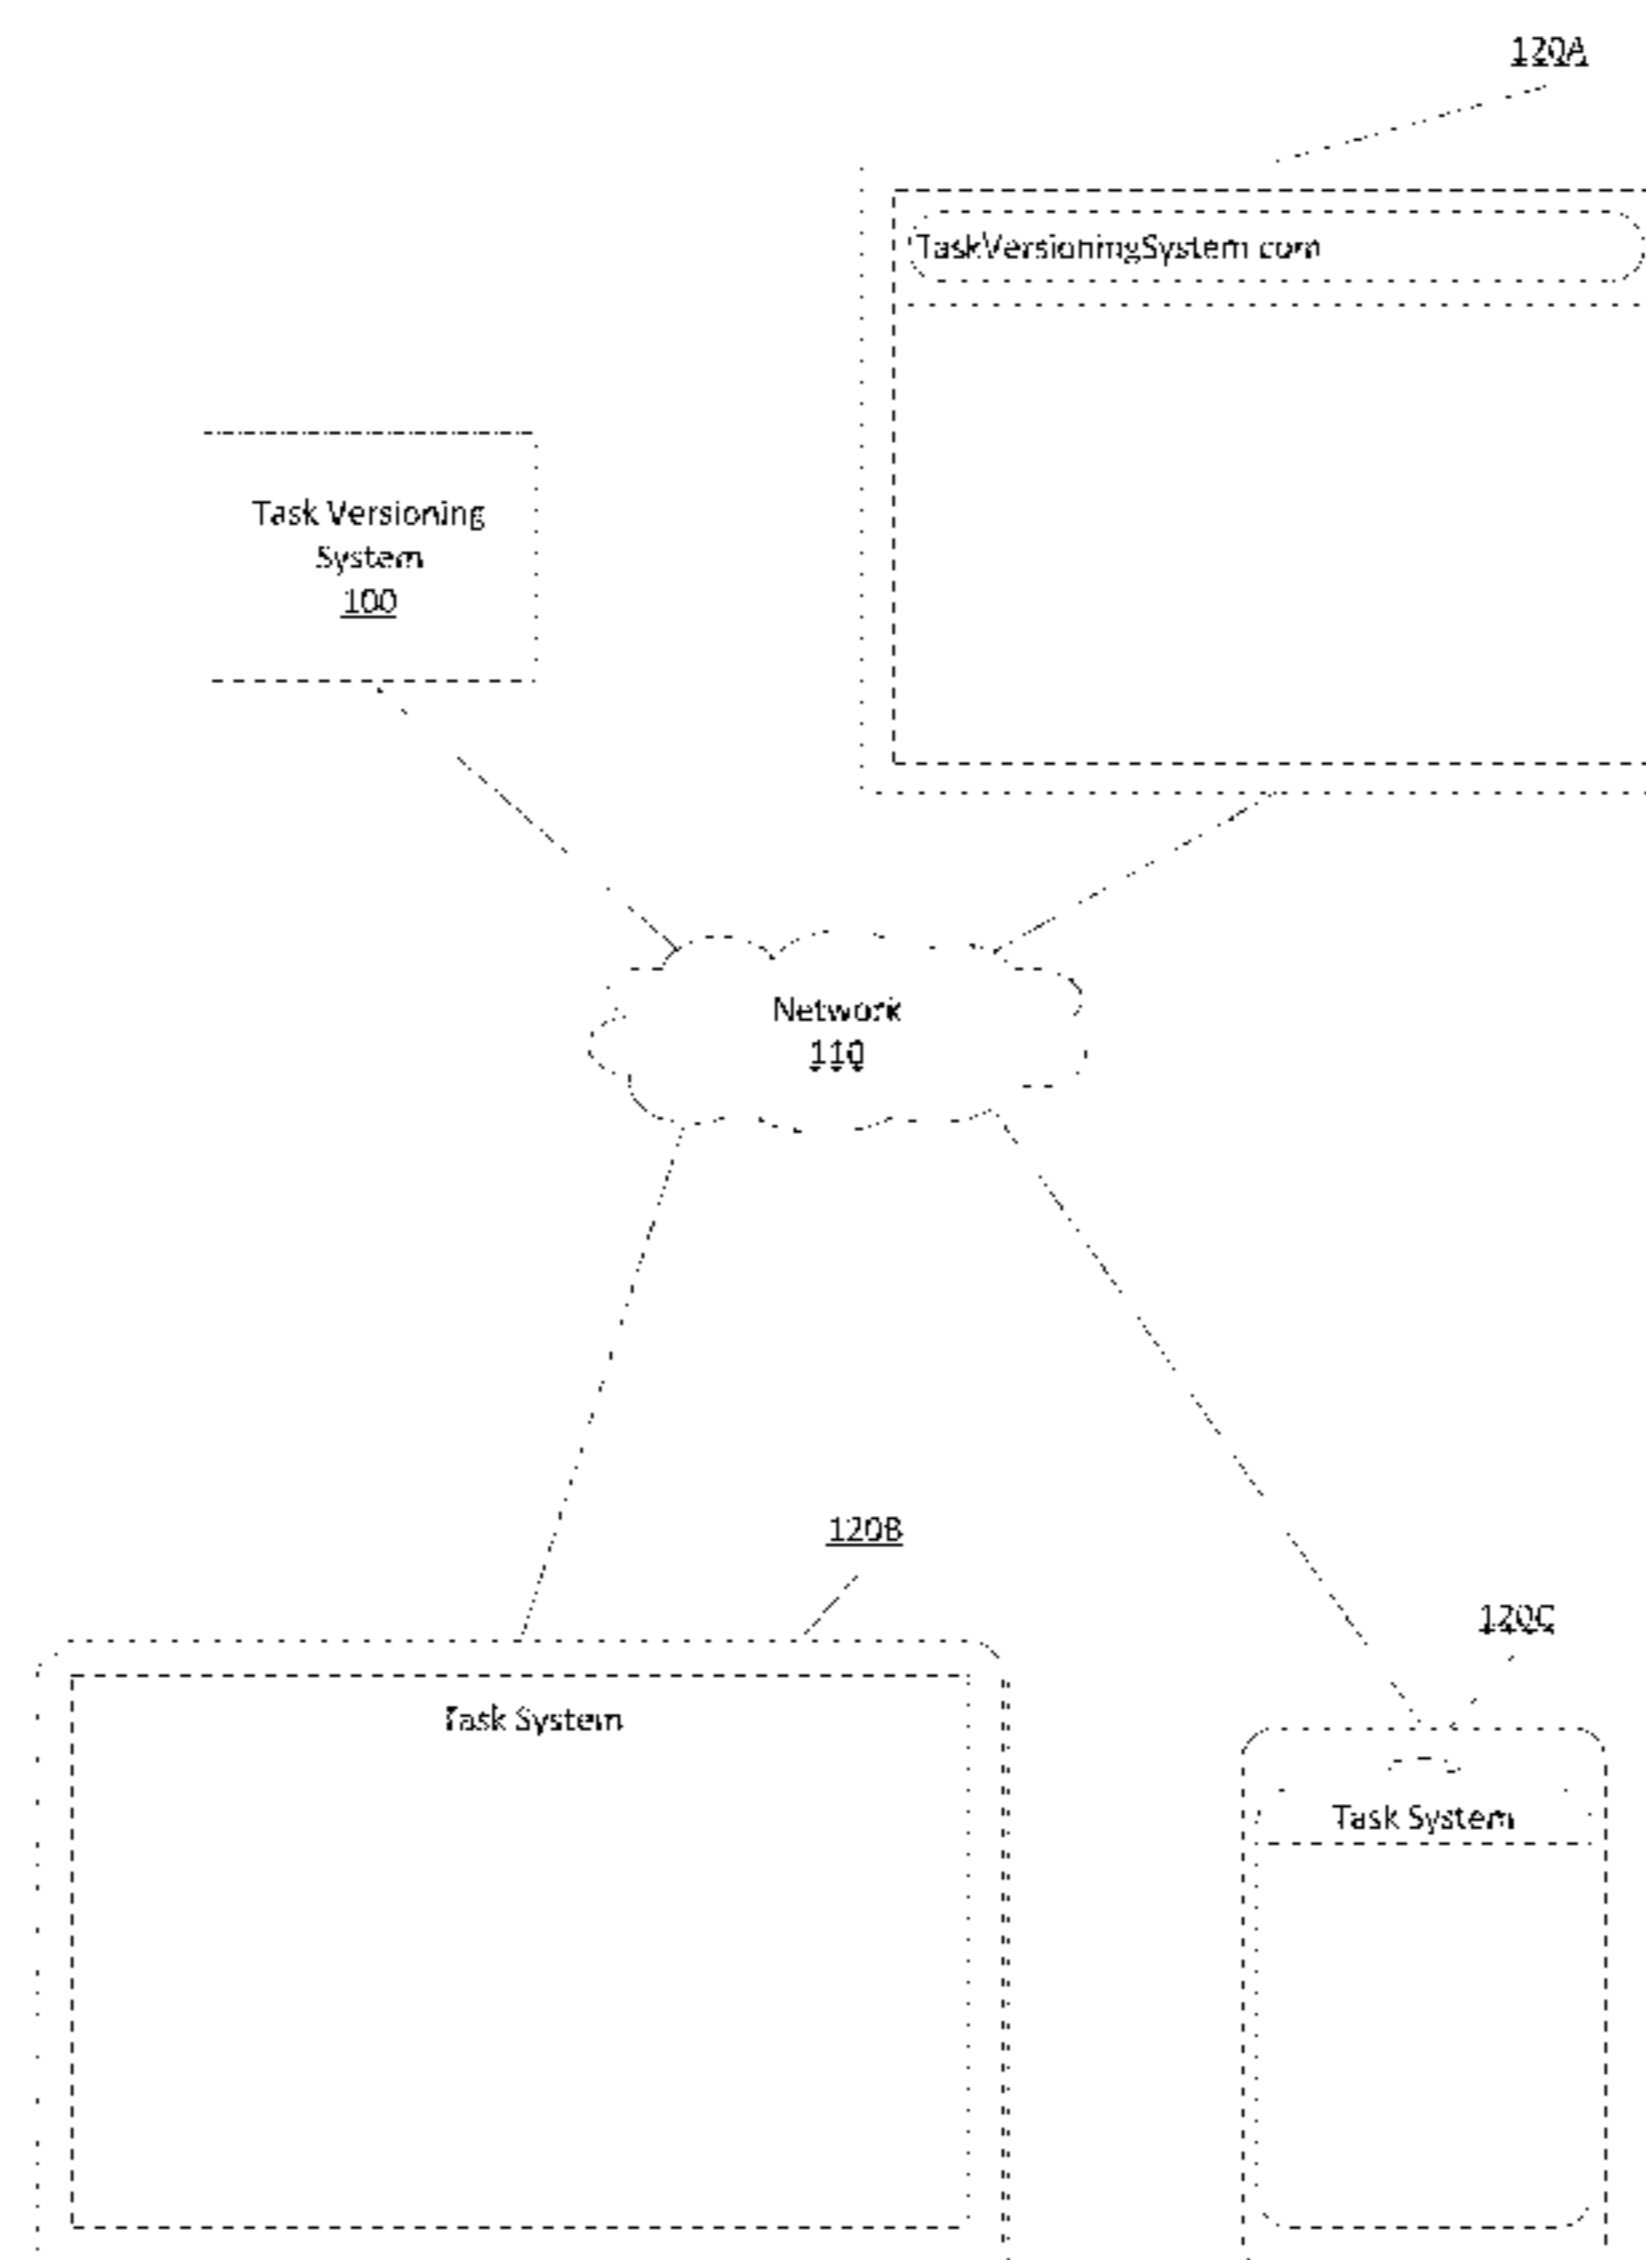 120A
TaskVersioningSystem.com
Task Versioning
System
100
Network
110
120B
120C
Task System
Task System